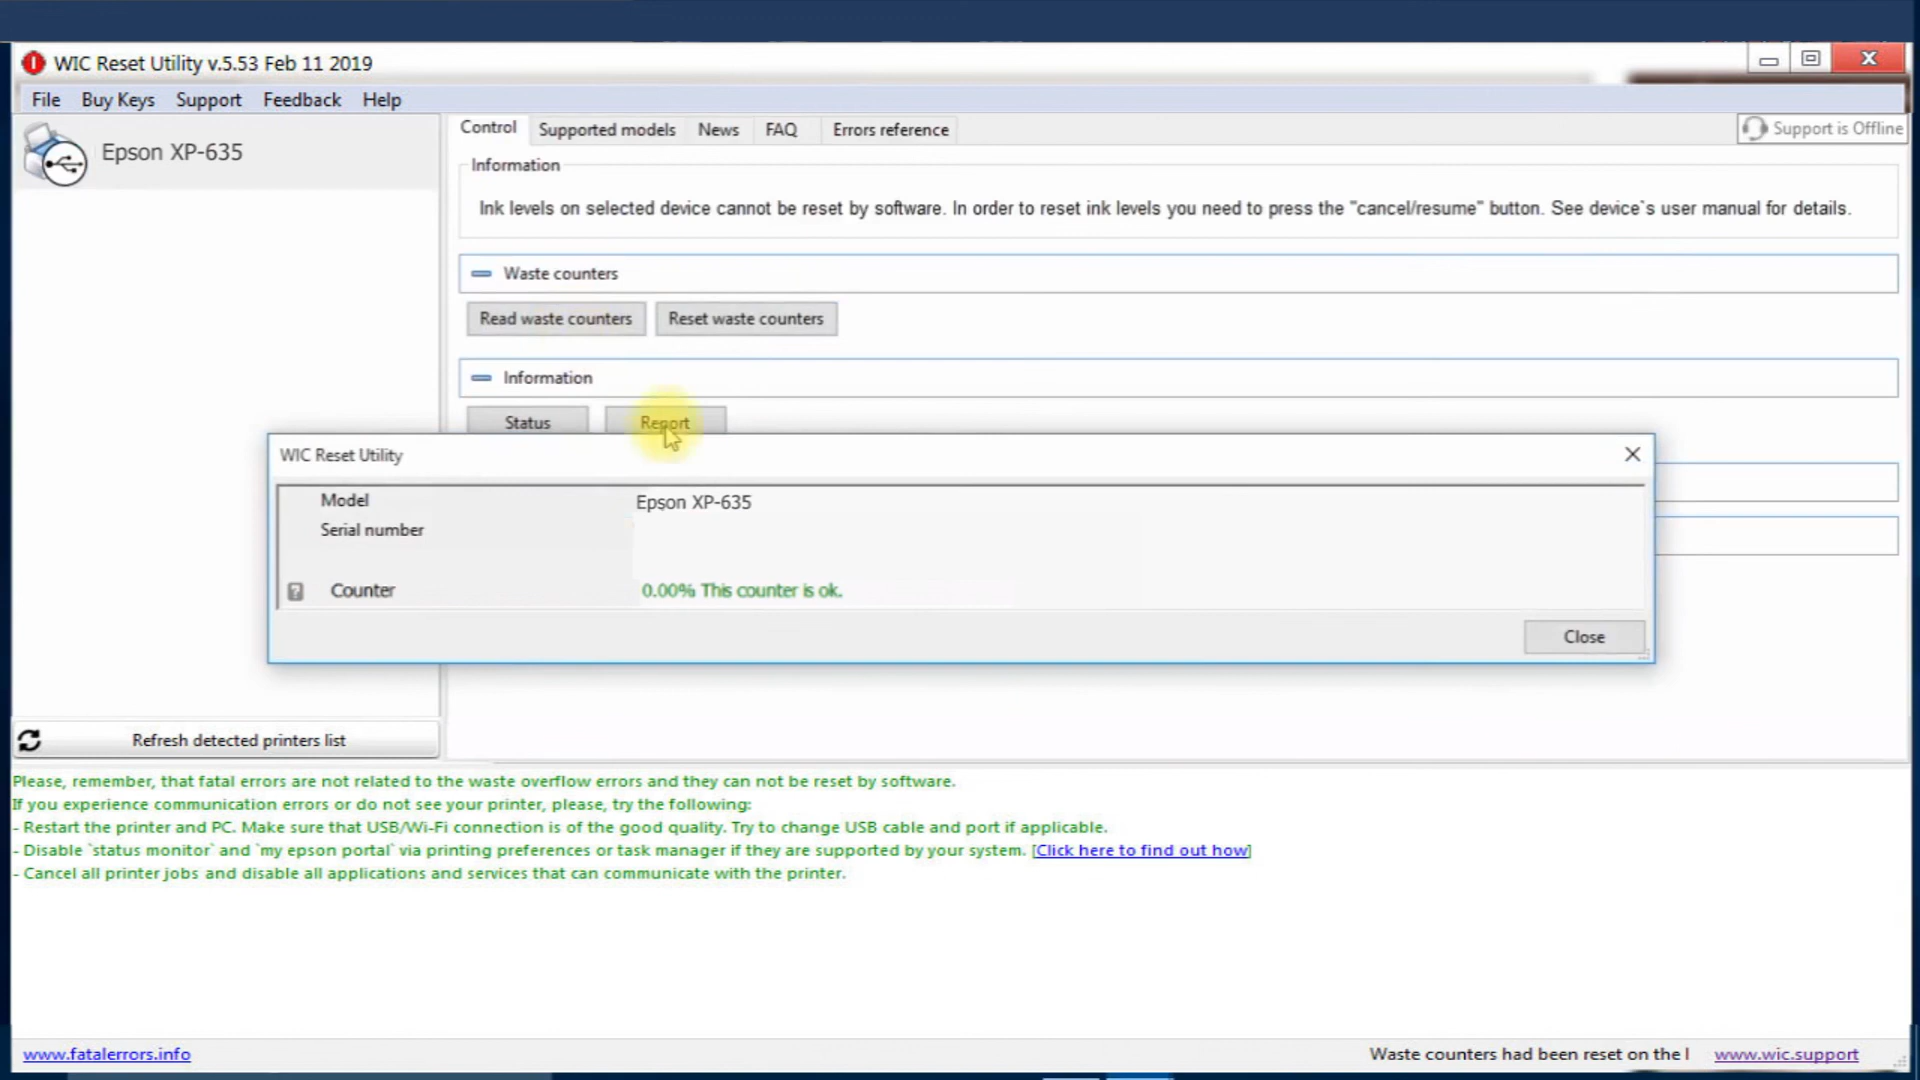 WIC Reset Utility v.5.53 Feb 11 2019
File Buy Keys Support Feedback Help
Epson XP-635
Control Supported models News FAQ Errors reference
Support is Offline
Information
Ink levels on selected device cannot be reset by software. In order to reset ink levels you need to press the "cancel/resume" button. See device`s user manual for details.
Waste counters
Read waste counters Reset waste counters
Information
Status Report
WIC Reset Utility
Model Epson XP-635
Serial number
Counter 0.00% This counter is ok.
Close
Refresh detected printers list
Please, remember, that fatal errors are not related to the waste overflow errors and they can not be reset by software.
If you experience communication errors or do not see your printer, please, try the following:
- Restart the printer and PC. Make sure that USB/Wi-Fi connection is of the good quality. Try to change USB cable and port if applicable.
- Disable `status monitor` and `my epson portal` via printing preferences or task manager if they are supported by your system. [Click here to find out how]
- Cancel all printer jobs and disable all applications and services that can communicate with the printer.
www.fatalerrors.info Waste counters had been reset on the www.wic.support